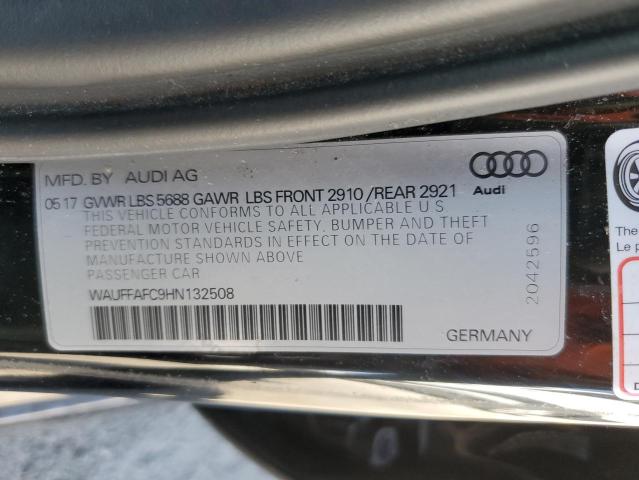 MFD. BY AUDI AG
Audi
05 17 GVWR LBS 5688 GAWR LBS FRONT 2910 /REAR 2921
THIS VEHICLE CONFORMS TO ALL APPLICABLE U S
FEDERAL MOTOR VEHICLE SAFETY, BUMPER AND THEFT
PREVENTION STANDARDS IN EFFECT ON THE DATE OF
MANUFACTURE SHOWN ABOVE
PASSENGER CAR
WAUFFAFC9HN132508
GERMANY
2042596
The
Le p